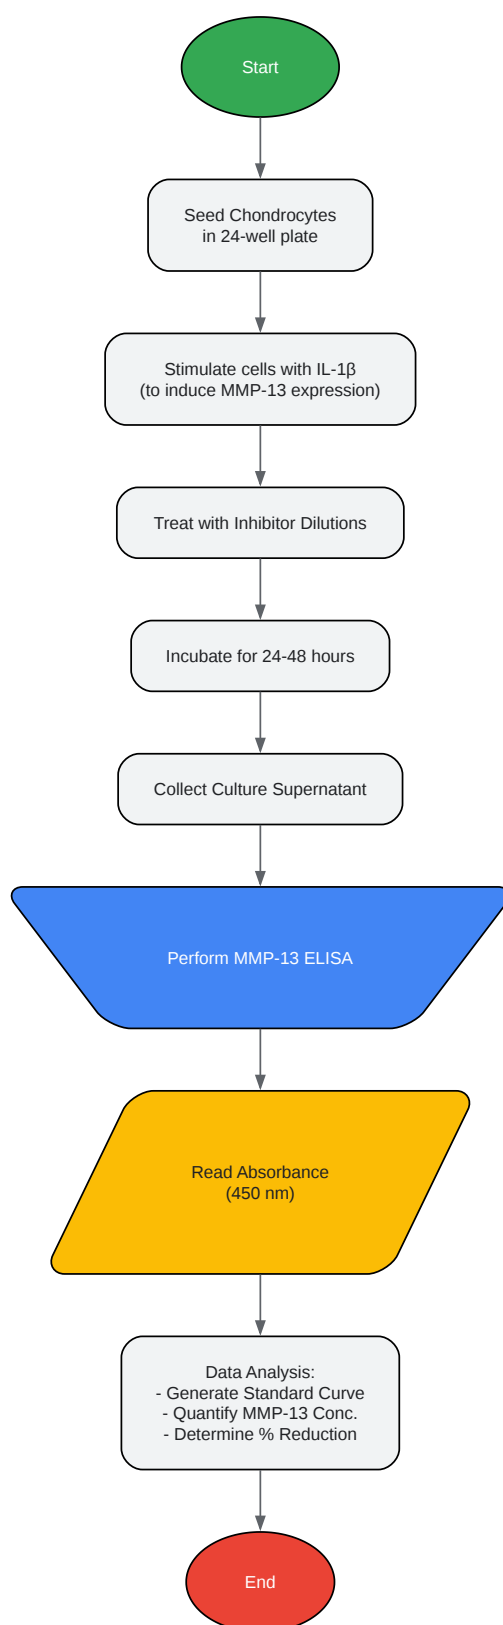 Start
Seed Chondrocytes
in 24-well plate
Stimulate cells with IL-1β
(to induce MMP-13 expression)
Treat with Inhibitor Dilutions
Incubate for 24-48 hours
Collect Culture Supernatant
Perform MMP-13 ELISA
Read Absorbance
(450 nm)
Data Analysis:
- Generate Standard Curve
- Quantify MMP-13 Conc.
- Determine % Reduction
End